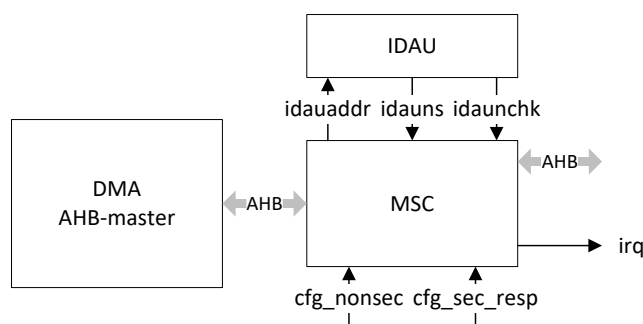 IDAU
idauaddr idauns idaunchk
DMA
AHB-master
AHB
MSC
AHB
irq
cfg_nonsec cfg_sec_resp